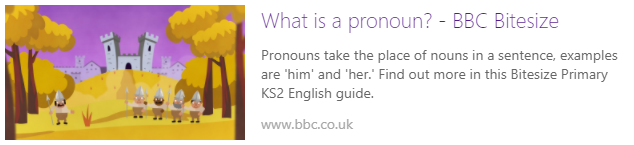 What is a pronoun? - BBC Bitesize
Pronouns take the place of nouns in a sentence, examples
are 'him' and 'her.' Find out more in this Bitesize Primary
KS2 English guide.
www.bbc.co.uk